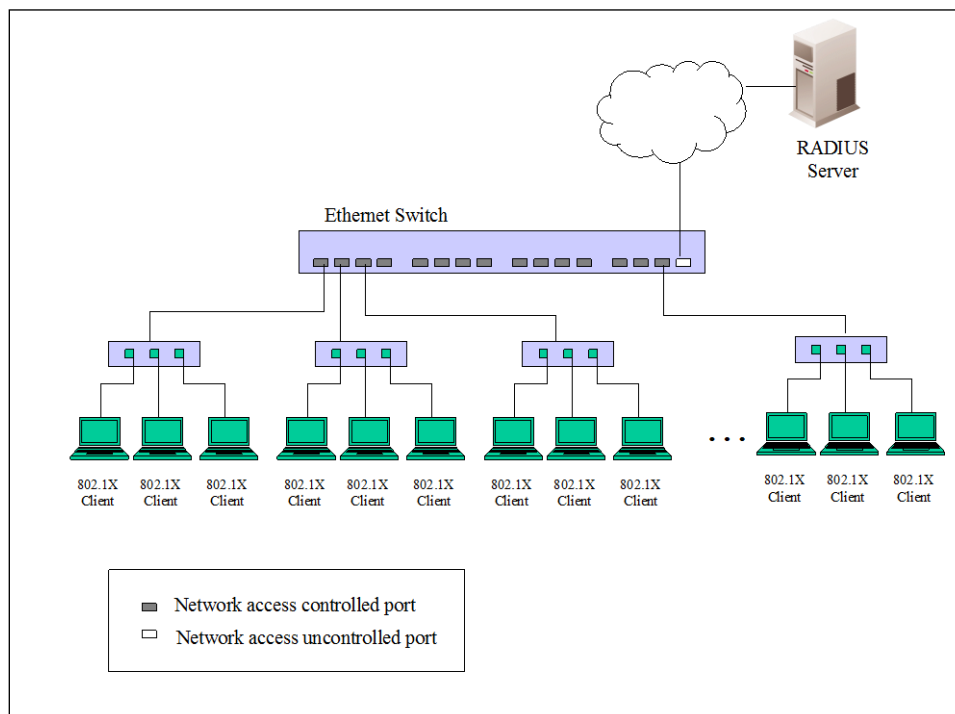 RADIUS
Server
Ethernet Switch
802.1X
Client
802.1X
Client
802.1X
Client
802.1X
Client
802.1X
Client
802.1X
Client
802.1X
Client
802.1X
Client
802.1X
Client
. . .
802.1X
Client
802.1X
Client
802.1X
Client
Network access controlled port
Network access uncontrolled port